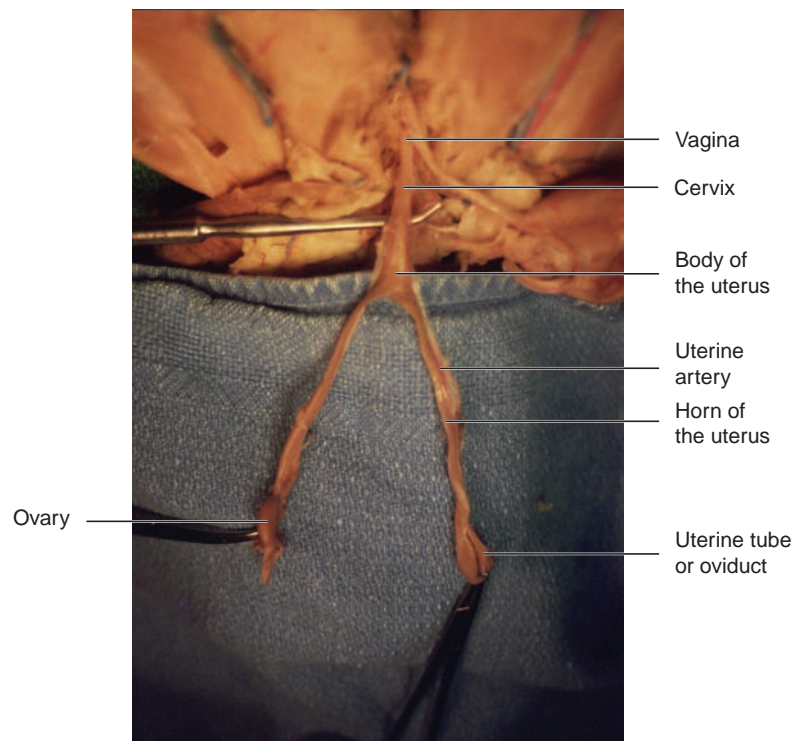 Vagina
Cervix
Body of
the uterus
Uterine
artery
Horn of
the uterus
Ovary
Uterine tube
or oviduct